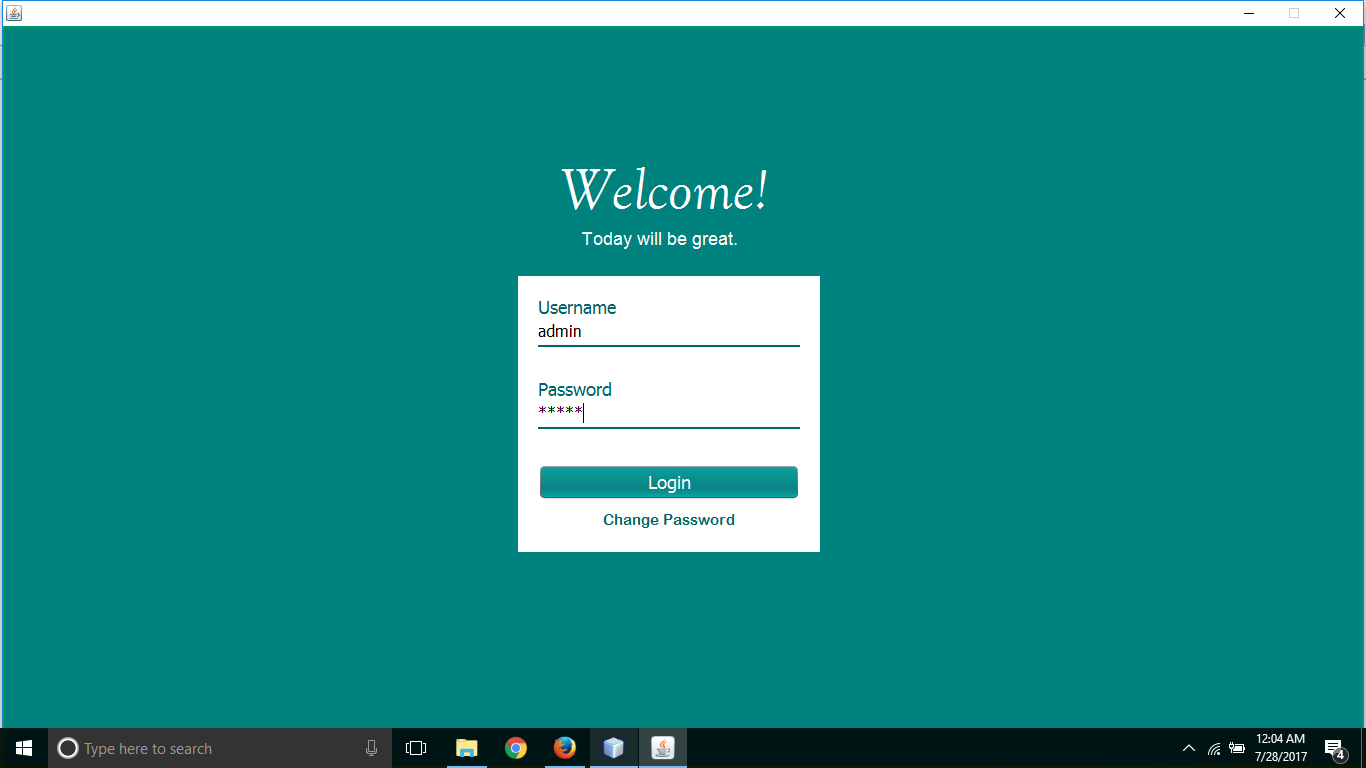 Welcome!
Today will be great.
Username
admin
Password
*****
Login
Change Password
Type here to search
12:04 AM
7/28/2017
4